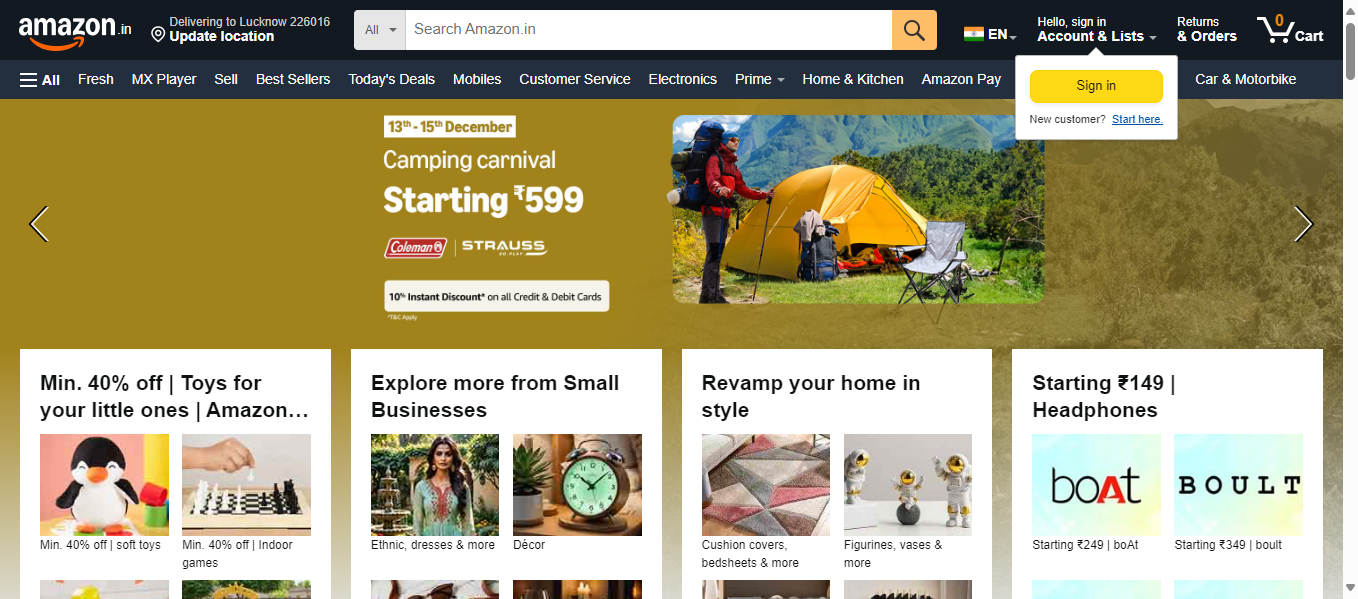 amazon.in
Delivering to Lucknow 226016
Update location
All
Search Amazon.in
EN
Hello, sign in
Account & Lists
Returns
& Orders
0
Cart
All
Fresh
MX Player
Sell
Best Sellers
Today's Deals
Mobiles
Customer Service
Electronics
Prime
Home & Kitchen
Amazon Pay
Car & Motorbike
Sign in
New customer? Start here.
13th - 15th December
Camping carnival
Starting ₹599
Coleman | STRAUSS
GO. PLAY.
10% Instant Discount* on all Credit & Debit Cards
*T&C Apply
Min. 40% off | Toys for
your little ones | Amazon…
Min. 40% off | soft toys
Min. 40% off | Indoor
games
Explore more from Small
Businesses
Ethnic, dresses & more
Décor
Revamp your home in
style
Cushion covers,
bedsheets & more
Figurines, vases &
more
Starting ₹149 |
Headphones
boAt
BOULT
Starting ₹249 | boAt
Starting ₹349 | boult